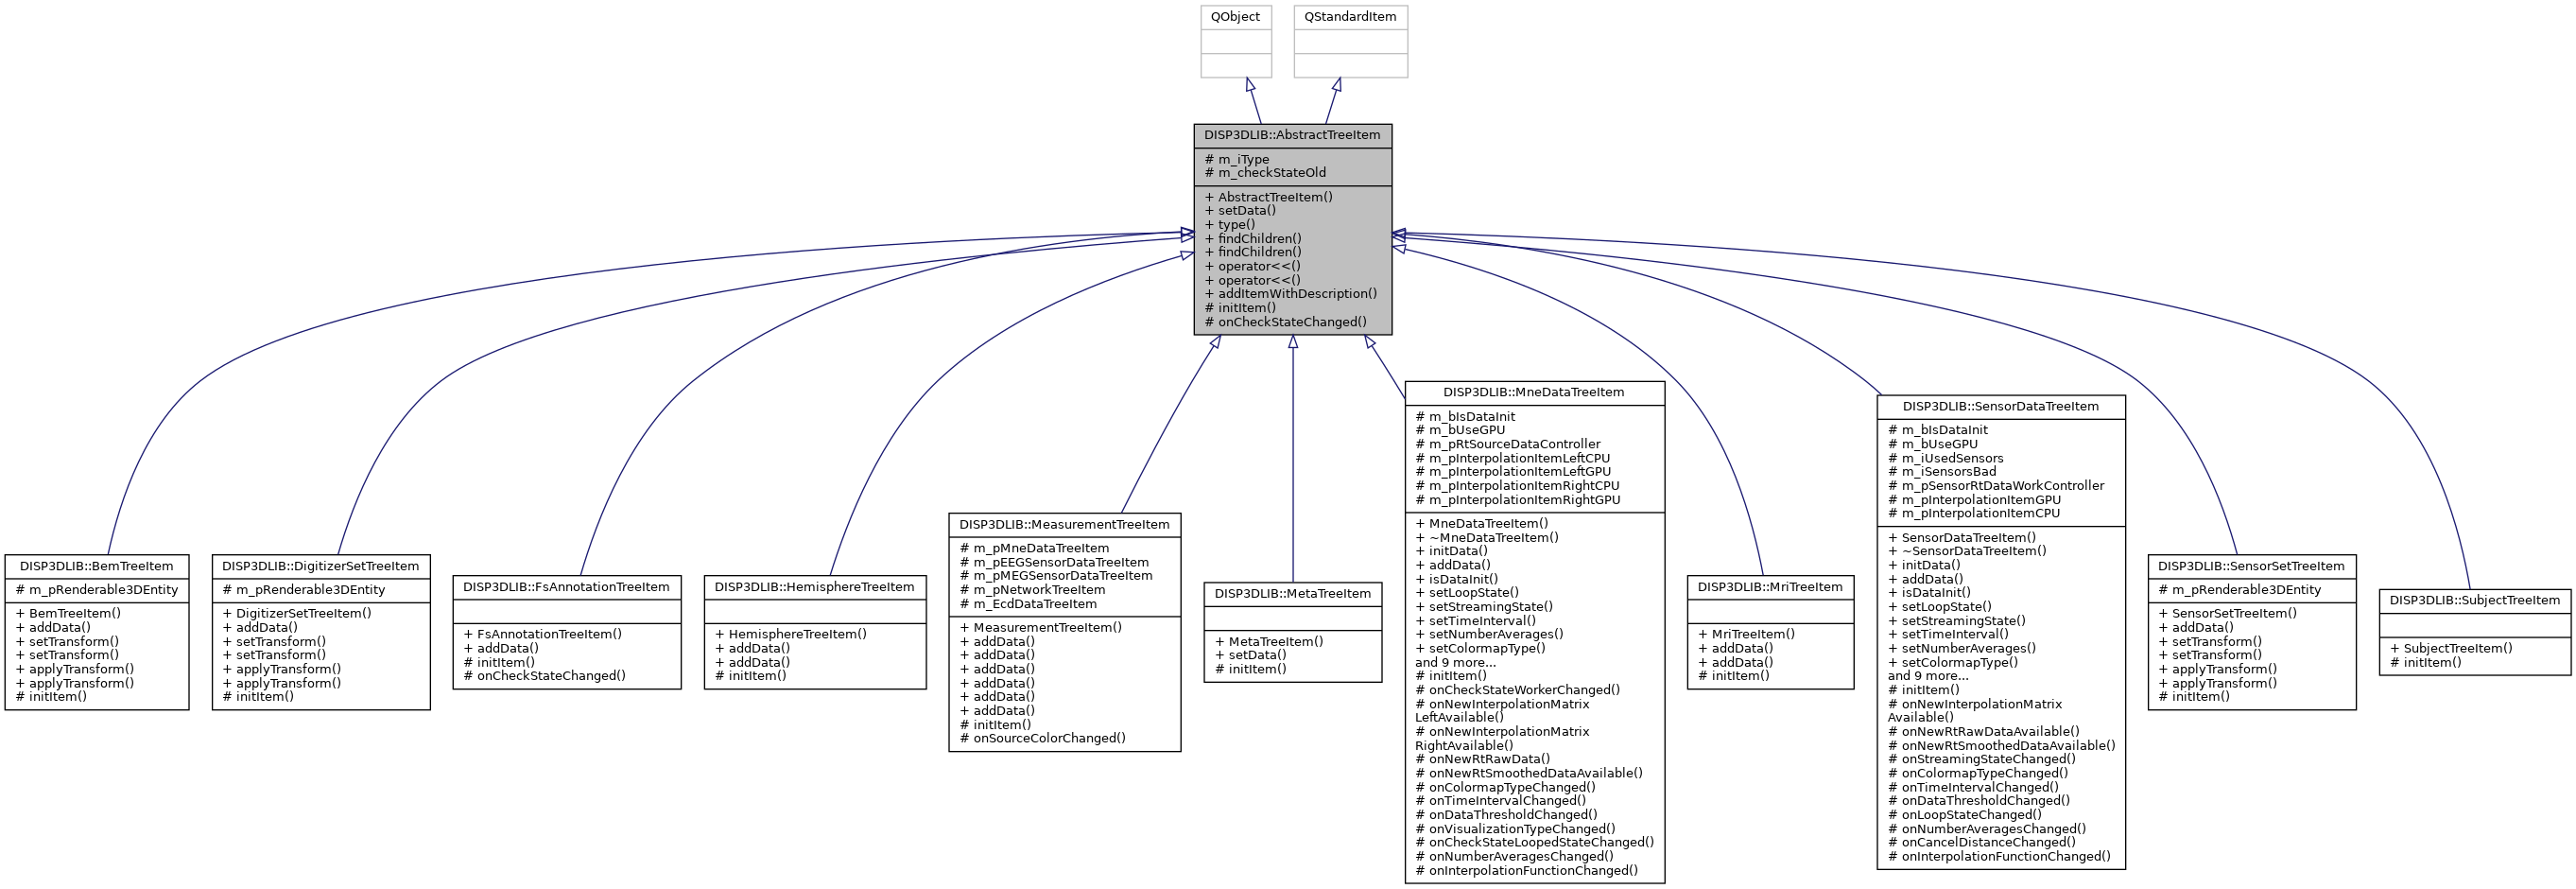 QObject
QStandardItem
DISP3DLIB::AbstractTreeItem
# m_iType
# m_checkStateOld
+ AbstractTreeItem()
+ setData()
+ type()
+ findChildren()
+ findChildren()
+ operator<<()
+ operator<<()
+ addItemWithDescription()
# initItem()
# onCheckStateChanged()
DISP3DLIB::BemTreeItem
# m_pRenderable3DEntity
+ BemTreeItem()
+ addData()
+ setTransform()
+ setTransform()
+ applyTransform()
+ applyTransform()
# initItem()
DISP3DLIB::DigitizerSetTreeItem
# m_pRenderable3DEntity
+ DigitizerSetTreeItem()
+ addData()
+ setTransform()
+ setTransform()
+ applyTransform()
+ applyTransform()
# initItem()
DISP3DLIB::FsAnnotationTreeItem
+ FsAnnotationTreeItem()
+ addData()
# initItem()
# onCheckStateChanged()
DISP3DLIB::HemisphereTreeItem
+ HemisphereTreeItem()
+ addData()
+ addData()
# initItem()
DISP3DLIB::MeasurementTreeItem
# m_pMneDataTreeItem
# m_pEEGSensorDataTreeItem
# m_pMEGSensorDataTreeItem
# m_pNetworkTreeItem
# m_EcdDataTreeItem
+ MeasurementTreeItem()
+ addData()
+ addData()
+ addData()
+ addData()
+ addData()
+ addData()
# initItem()
# onSourceColorChanged()
DISP3DLIB::MetaTreeItem
+ MetaTreeItem()
+ setData()
# initItem()
DISP3DLIB::MneDataTreeItem
# m_bIsDataInit
# m_bUseGPU
# m_pRtSourceDataController
# m_pInterpolationItemLeftCPU
# m_pInterpolationItemLeftGPU
# m_pInterpolationItemRightCPU
# m_pInterpolationItemRightGPU
+ MneDataTreeItem()
+ ~MneDataTreeItem()
+ initData()
+ addData()
+ isDataInit()
+ setLoopState()
+ setStreamingState()
+ setTimeInterval()
+ setNumberAverages()
+ setColormapType()
and 9 more...
# initItem()
# onCheckStateWorkerChanged()
# onNewInterpolationMatrix
LeftAvailable()
# onNewInterpolationMatrix
RightAvailable()
# onNewRtRawData()
# onNewRtSmoothedDataAvailable()
# onColormapTypeChanged()
# onTimeIntervalChanged()
# onDataThresholdChanged()
# onVisualizationTypeChanged()
# onCheckStateLoopedStateChanged()
# onNumberAveragesChanged()
# onInterpolationFunctionChanged()
DISP3DLIB::MriTreeItem
+ MriTreeItem()
+ addData()
+ addData()
# initItem()
DISP3DLIB::SensorDataTreeItem
# m_bIsDataInit
# m_bUseGPU
# m_iUsedSensors
# m_iSensorsBad
# m_pSensorRtDataWorkController
# m_pInterpolationItemGPU
# m_pInterpolationItemCPU
+ SensorDataTreeItem()
+ ~SensorDataTreeItem()
+ initData()
+ addData()
+ isDataInit()
+ setLoopState()
+ setStreamingState()
+ setTimeInterval()
+ setNumberAverages()
+ setColormapType()
and 9 more...
# initItem()
# onNewInterpolationMatrix
Available()
# onNewRtRawDataAvailable()
# onNewRtSmoothedDataAvailable()
# onStreamingStateChanged()
# onColormapTypeChanged()
# onTimeIntervalChanged()
# onDataThresholdChanged()
# onLoopStateChanged()
# onNumberAveragesChanged()
# onCancelDistanceChanged()
# onInterpolationFunctionChanged()
DISP3DLIB::SensorSetTreeItem
# m_pRenderable3DEntity
+ SensorSetTreeItem()
+ addData()
+ setTransform()
+ setTransform()
+ applyTransform()
+ applyTransform()
# initItem()
DISP3DLIB::SubjectTreeItem
+ SubjectTreeItem()
# initItem()